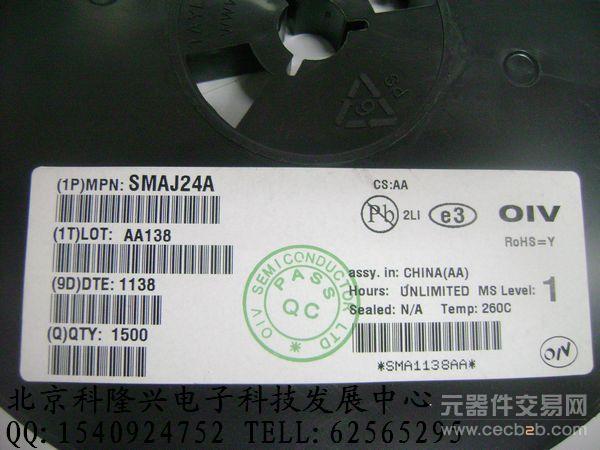 (1P)MPN: SMAJ24A
(1T)LOT: AA138
(9D)DTE: 1138
(Q)QTY: 1500
OIV SEMICONDUCTOR LTD
PASS
QC
CS:AA
Pb 2LI e3 OIV
RoHS=Y
assy. in: CHINA(AA)
Hours: UNLIMITED MS Level: 1
Sealed: N/A Temp: 260C
*SMA1138AA*
OIV
北京科隆兴电子科技发展中心
QQ:1540924752 TELL:62565295
元器件交易网
www.cecb2b.com